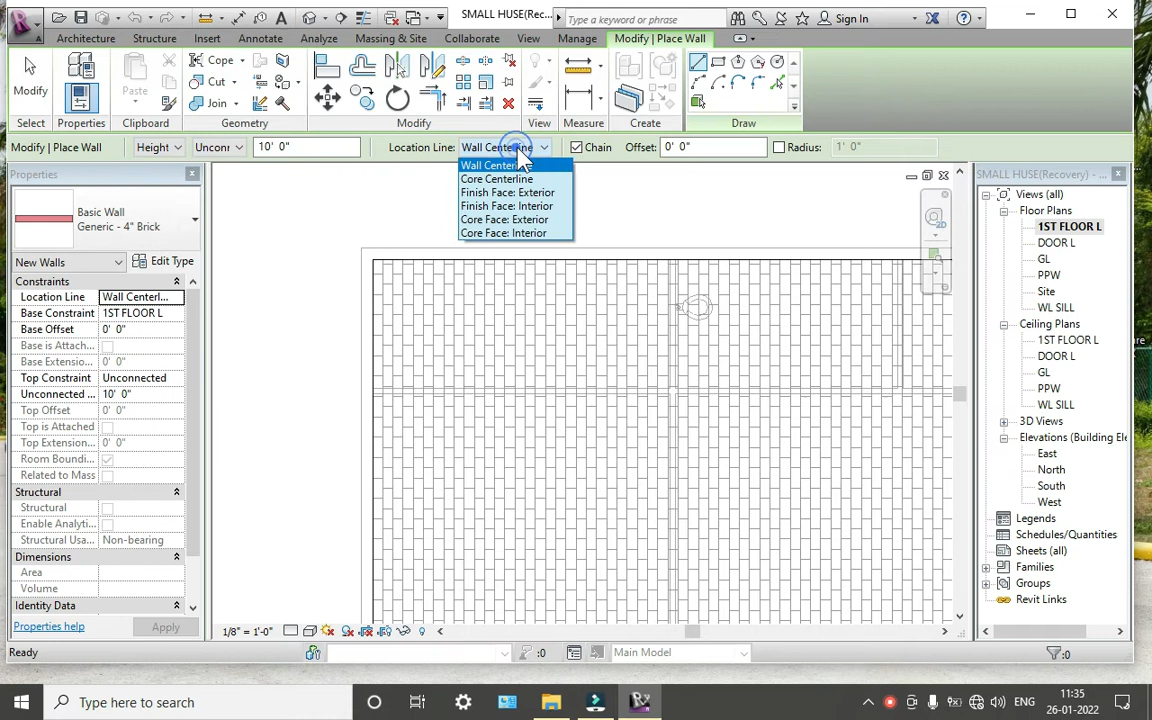 SMALL HUSE(Rec...
Type a keyword or phrase
Sign In
Architecture Structure Insert Annotate Analyze Massing & Site Collaborate View Manage Modify | Place Wall
Modify
Paste
Cope
Cut
Join
Select Properties Clipboard Geometry Modify View Measure Create Draw
Modify | Place Wall Height Unconn 10' 0" Location Line: Wall Centerline Chain Offset: 0' 0" Radius: 1' 0"
Wall Center
Core Centerline
Finish Face: Exterior
Finish Face: Interior
Core Face: Exterior
Core Face: Interior
Properties
Basic Wall
Generic - 4" Brick
New Walls Edit Type
Constraints
Location Line Wall Centerl...
Base Constraint 1ST FLOOR L
Base Offset 0' 0"
Base is Attach...
Base Extensio... 0' 0"
Top Constraint Unconnected
Unconnected ... 10' 0"
Top Offset 0' 0"
Top is Attached
Top Extension... 0' 0"
Room Boundi...
Related to Mass
Structural
Structural
Enable Analyti...
Structural Usa... Non-bearing
Dimensions
Area
Volume
Identity Data
Properties help Apply
SMALL HUSE(Recovery) - ...
Views (all)
Floor Plans
1ST FLOOR L
DOOR L
GL
PPW
Site
WL SILL
Ceiling Plans
1ST FLOOR L
DOOR L
GL
PPW
WL SILL
3D Views
Elevations (Building Ele
East
North
South
West
Legends
Schedules/Quantities
Sheets (all)
Families
Groups
Revit Links
1/8" = 1'-0"
Ready :0 Main Model :0
Type here to search
ENG
11:35
26-01-2022